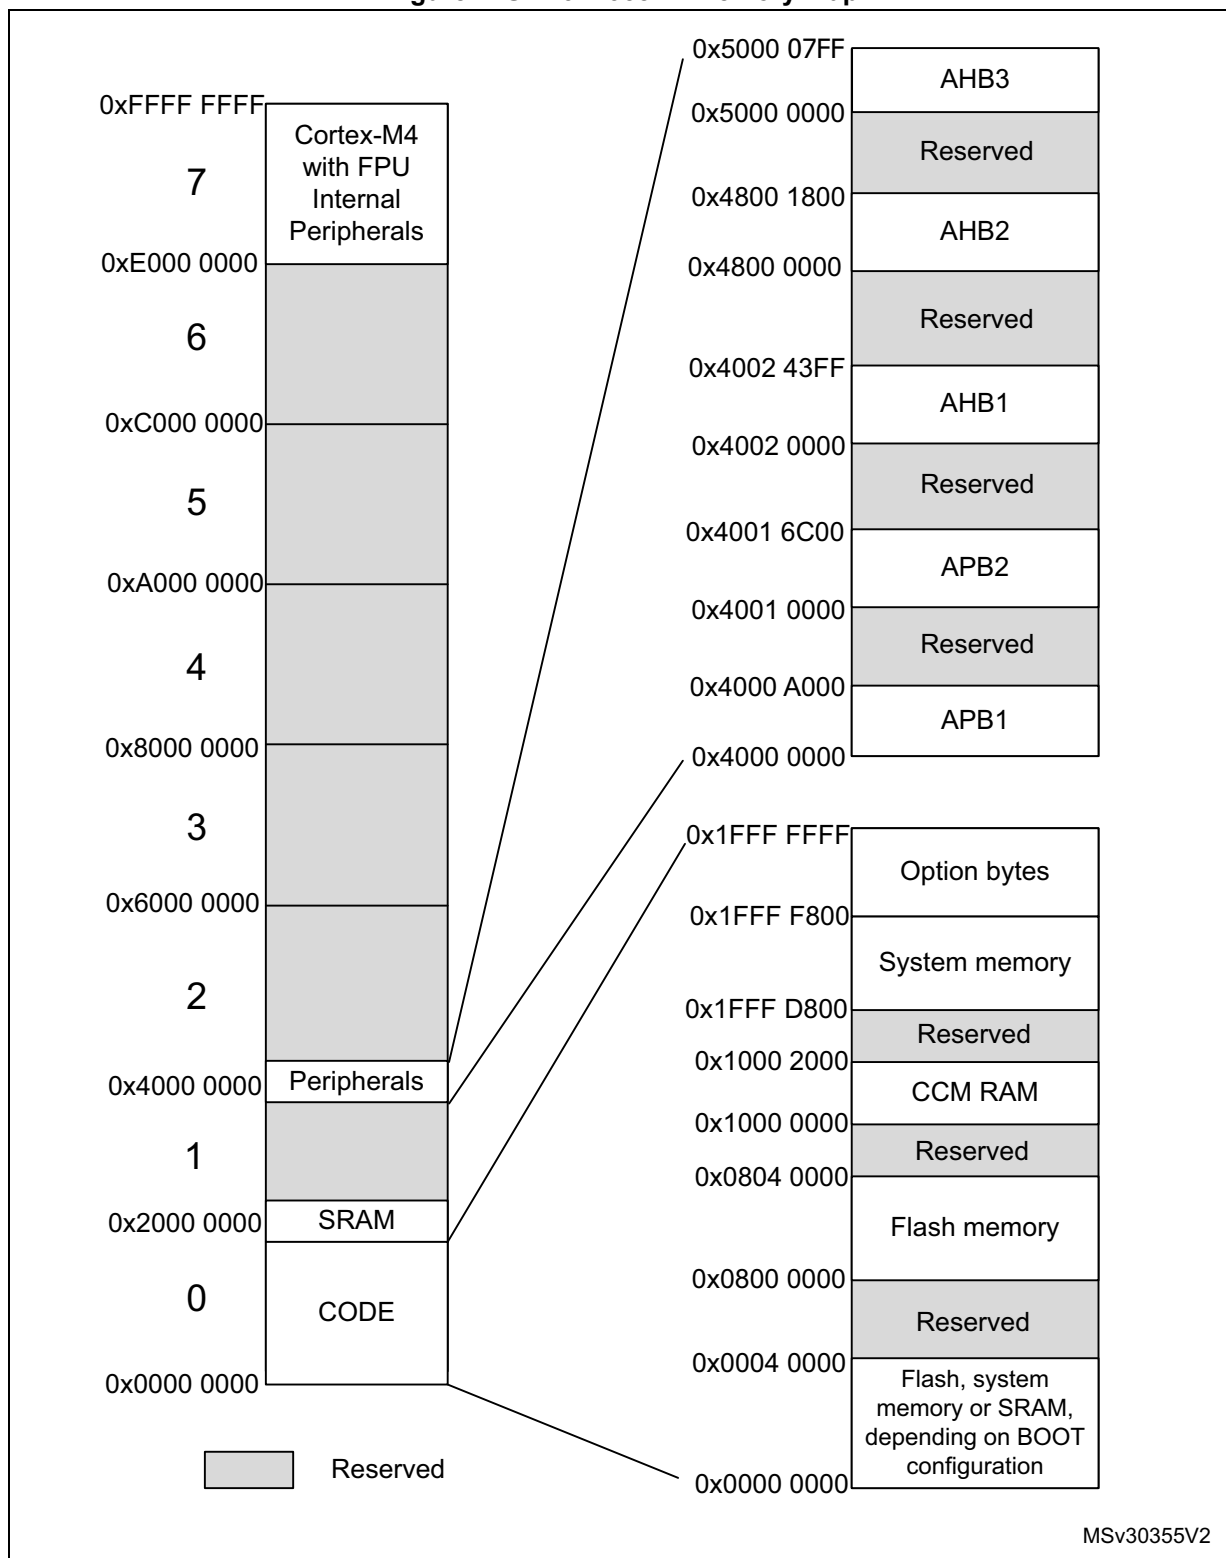 0xFFFF FFFF
Cortex-M4
with FPU
Internal
Peripherals
7
0xE000 0000
6
0xC000 0000
5
0xA000 0000
4
0x8000 0000
3
0x6000 0000
2
0x4000 0000
Peripherals
1
0x2000 0000
SRAM
0
CODE
0x0000 0000
Reserved
0x5000 07FF
AHB3
0x5000 0000
Reserved
0x4800 1800
AHB2
0x4800 0000
Reserved
0x4002 43FF
AHB1
0x4002 0000
Reserved
0x4001 6C00
APB2
0x4001 0000
Reserved
0x4000 A000
APB1
0x4000 0000
0x1FFF FFFF
Option bytes
0x1FFF F800
System memory
0x1FFF D800
Reserved
0x1000 2000
CCM RAM
0x1000 0000
Reserved
0x0804 0000
Flash memory
0x0800 0000
Reserved
0x0004 0000
Flash, system
memory or SRAM,
depending on BOOT
configuration
0x0000 0000
MSv30355V2